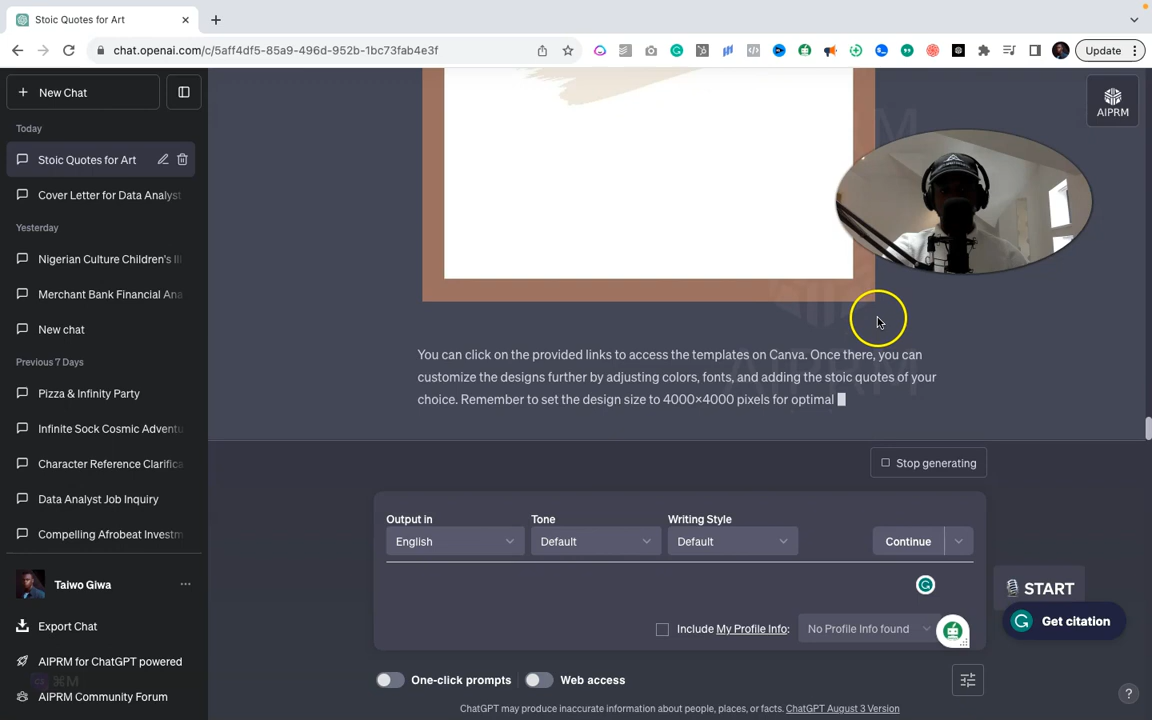 Stoic Quotes for Art
chat.openai.com/c/5aff4df5-85a9-496d-952b-1bc73fab4e3f
Update
New Chat
Today
Stoic Quotes for Art
Cover Letter for Data Analyst
Yesterday
Nigerian Culture Children's Ill
Merchant Bank Financial Ana
New chat
Previous 7 Days
Pizza & Infinity Party
Infinite Sock Cosmic Adventu
Character Reference Clarifica
Data Analyst Job Inquiry
Compelling Afrobeat Investm
Taiwo Giwa
Export Chat
AIPRM for ChatGPT powered
⌘M
AIPRM Community Forum
AIPRM
AIPRM
You can click on the provided links to access the templates on Canva. Once there, you can
customize the designs further by adjusting colors, fonts, and adding the stoic quotes of your
choice. Remember to set the design size to 4000×4000 pixels for optimal
Stop generating
Output in
Tone
Writing Style
English
Default
Default
Continue
START
Get citation
Include My Profile Info:
No Profile Info found
One-click prompts
Web access
ChatGPT may produce inaccurate information about people, places, or facts. ChatGPT August 3 Version
?